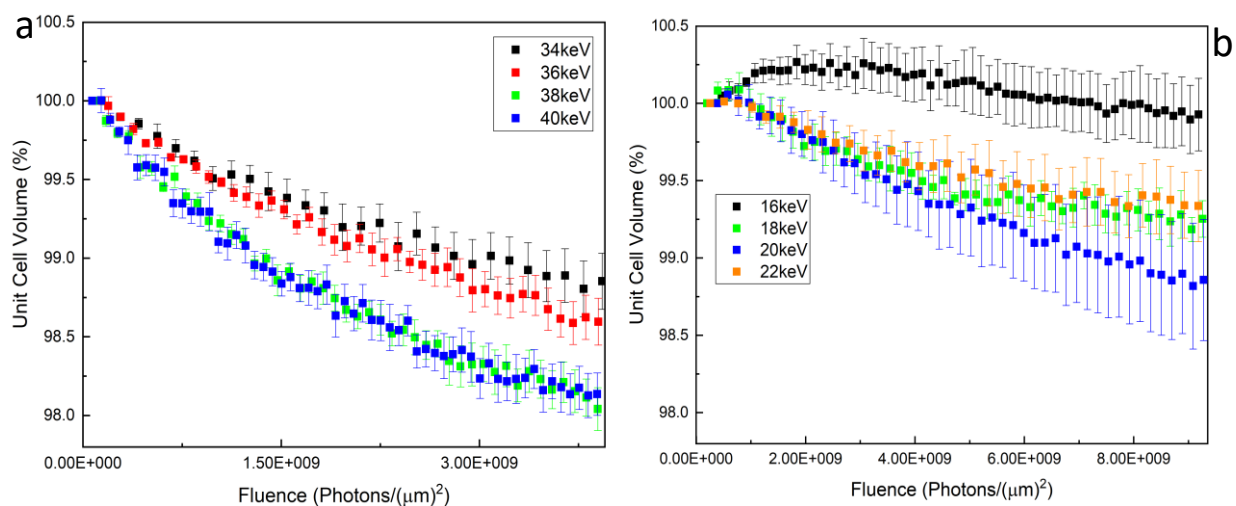 a
100.5
100.0
99.5
99.0
98.5
98.0
Unit Cell Volume (%)
34keV
36keV
38keV
40keV
0.00E+000
1.50E+009
3.00E+009
Fluence (Photons/(μm)²
b
100.5
100.0
99.5
99.0
98.5
98.0
Unit Cell Volume (%)
16keV
18keV
20keV
22keV
0.00E+000
2.00E+009
4.00E+009
6.00E+009
8.00E+009
Fluence (Photons/(μm)²